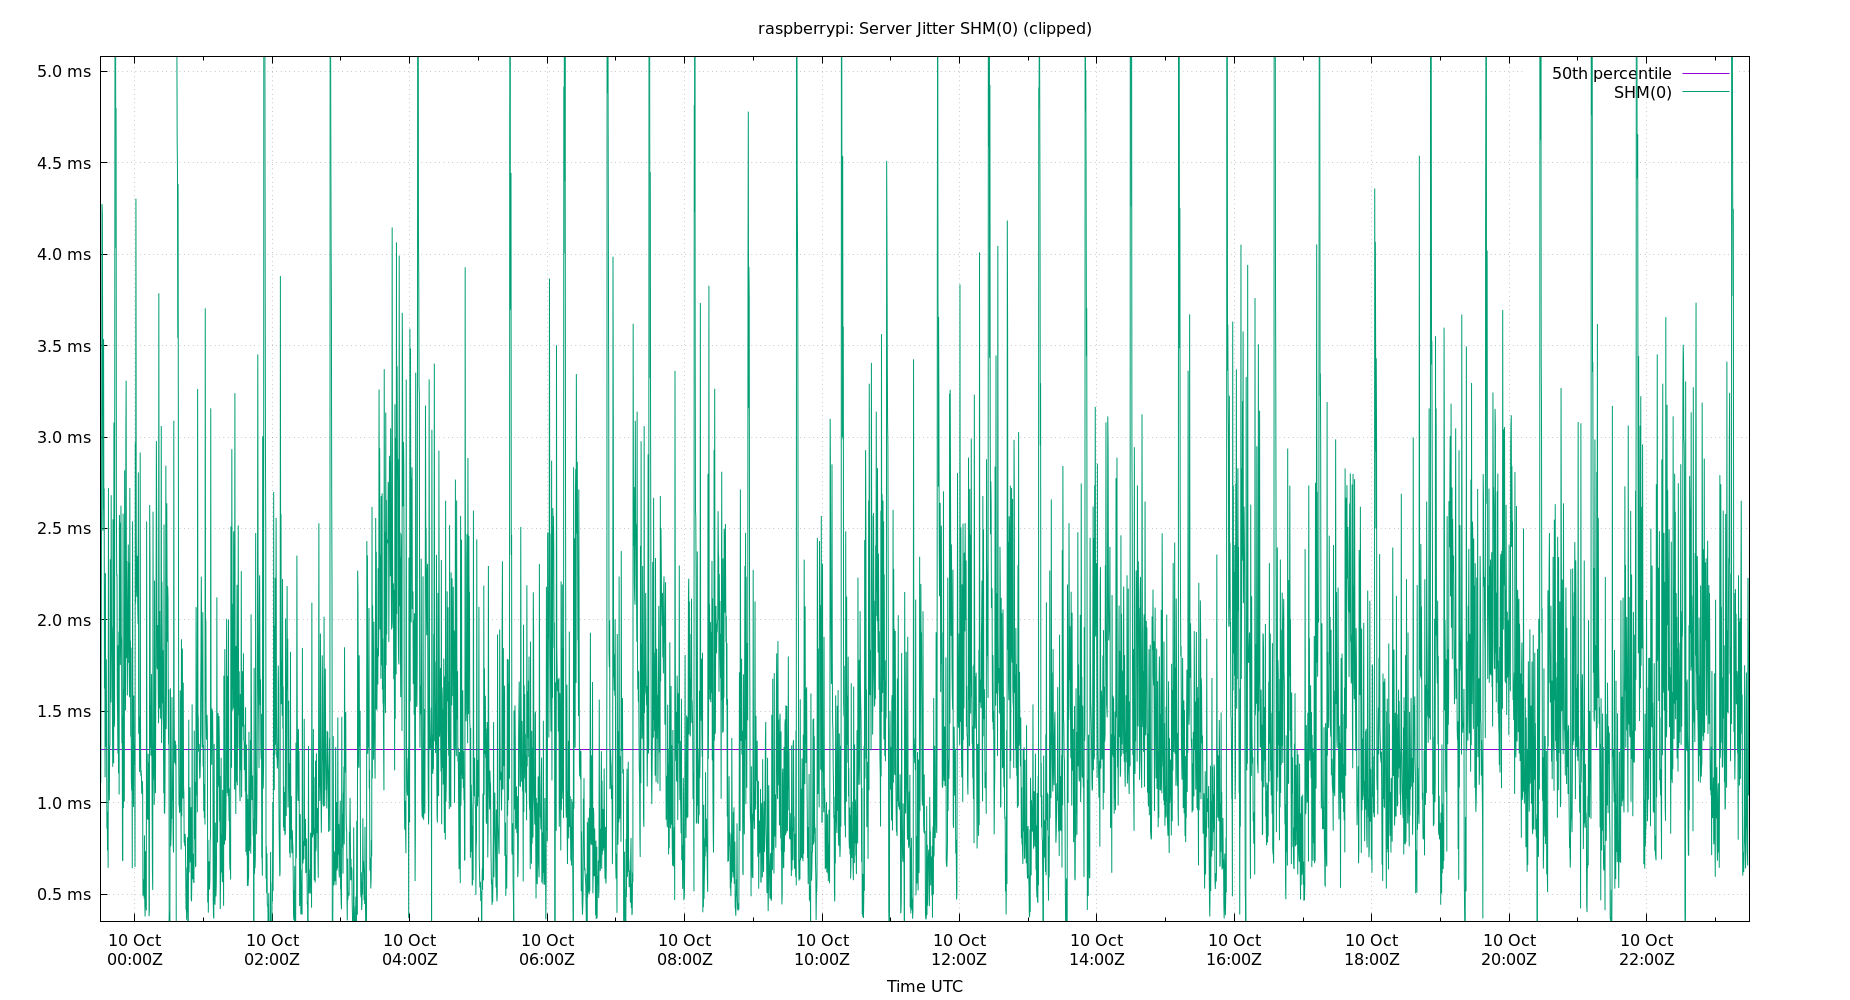 raspberrypi: Server Jitter SHM(0) (clipped)
50th percentile
SHM(0)
5.0 ms
4.5 ms
4.0 ms
3.5 ms
3.0 ms
2.5 ms
2.0 ms
1.5 ms
1.0 ms
0.5 ms
10 Oct 10 Oct 10 Oct 10 Oct 10 Oct 10 Oct 10 Oct 10 Oct 10 Oct 10 Oct 10 Oct 10 Oct
00:00Z 02:00Z 04:00Z 06:00Z 08:00Z 10:00Z 12:00Z 14:00Z 16:00Z 18:00Z 20:00Z 22:00Z
Time UTC